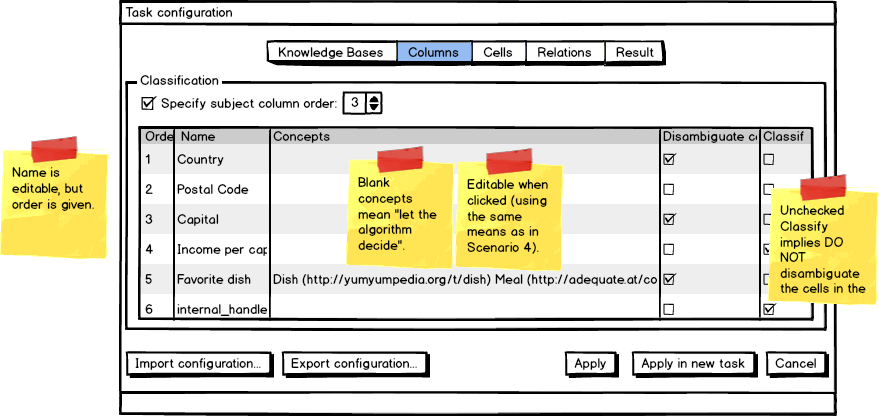 Task configuration
Knowledge Bases Columns Cells Relations Result
Classification
Specify subject column order: 3
Orde Name Concepts Disambiguate c Classif
1 Country
2 Postal Code
3 Capital
4 Income per cap
5 Favorite dish Dish (http://yumyumpedia.org/t/dish) Meal (http://adequate.at/co
6 internal_handle
Name is
editable, but
order is given.
Blank
concepts
mean "let the
algorithm
decide".
Editable when
clicked (using
the same
means as in
Scenario 4).
Unchecked
Classify
implies DO
NOT
disambiguate
the cells in the
Import configuration... Export configuration... Apply Apply in new task Cancel